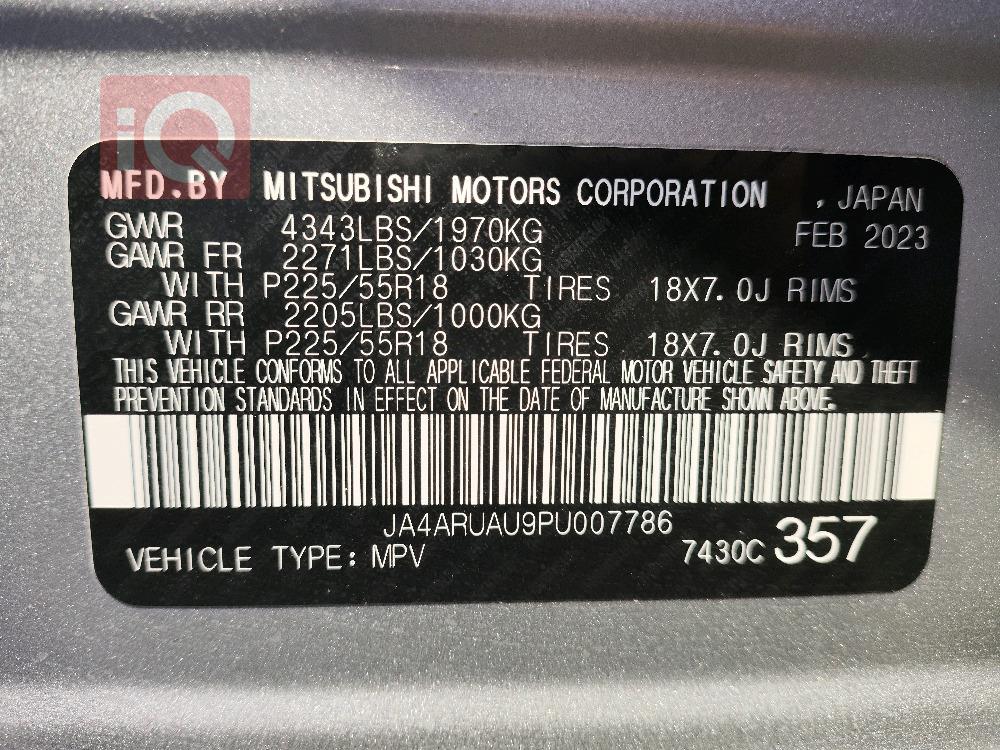 iQ
MFD.BY MITSUBISHI MOTORS CORPORATION , JAPAN
GVWR 4343LBS/1970KG FEB 2023
GAWR FR 2271LBS/1030KG
WITH P225/55R18 TIRES 18X7.0J RIMS
GAWR RR 2205LBS/1000KG
WITH P225/55R18 TIRES 18X7.0J RIMS
THIS VEHICLE CONFORMS TO ALL APPLICABLE FEDERAL MOTOR VEHICLE SAFETY AND THEFT
PREVENTION STANDARDS IN EFFECT ON THE DATE OF MANUFACTURE SHOWN ABOVE.
JA4ARUAU9PU007786
VEHICLE TYPE: MPV 7430C 357